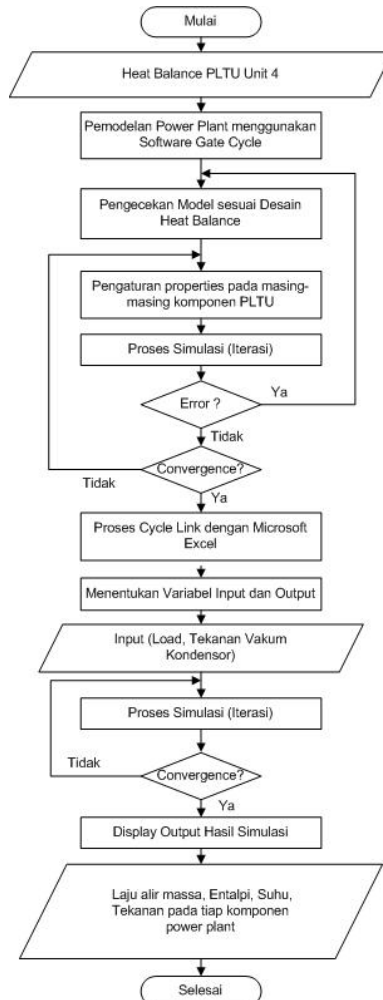 Mulai
Heat Balance PLTU Unit 4
Pemodelan Power Plant menggunakan
Software Gate Cycle
Pengecekan Model sesuai Desain
Heat Balance
Pengaturan properties pada masing-
masing komponen PLTU
Proses Simulasi (Iterasi)
Error ?
Ya
Tidak
Convergence?
Tidak
Ya
Proses Cycle Link dengan Microsoft
Excel
Menentukan Variabel Input dan Output
Input (Load, Tekanan Vakum
Kondensor)
Proses Simulasi (Iterasi)
Tidak
Convergence?
Ya
Display Output Hasil Simulasi
Laju alir massa, Entalpi, Suhu,
Tekanan pada tiap komponen
power plant
Selesai